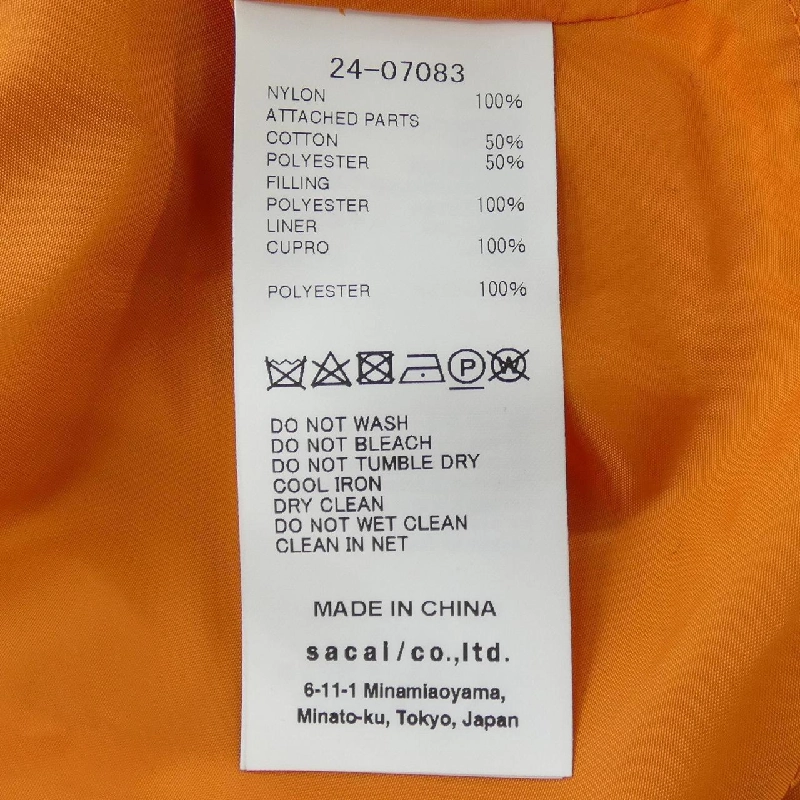 24-07083
NYLON 100%
ATTACHED PARTS
COTTON 50%
POLYESTER 50%
FILLING
POLYESTER 100%
LINER
CUPRO 100%
POLYESTER 100%
P W
DO NOT WASH
DO NOT BLEACH
DO NOT TUMBLE DRY
COOL IRON
DRY CLEAN
DO NOT WET CLEAN
CLEAN IN NET
MADE IN CHINA
sacai/co.,ltd.
6-11-1 Minamiaoyama,
Minato-ku, Tokyo, Japan